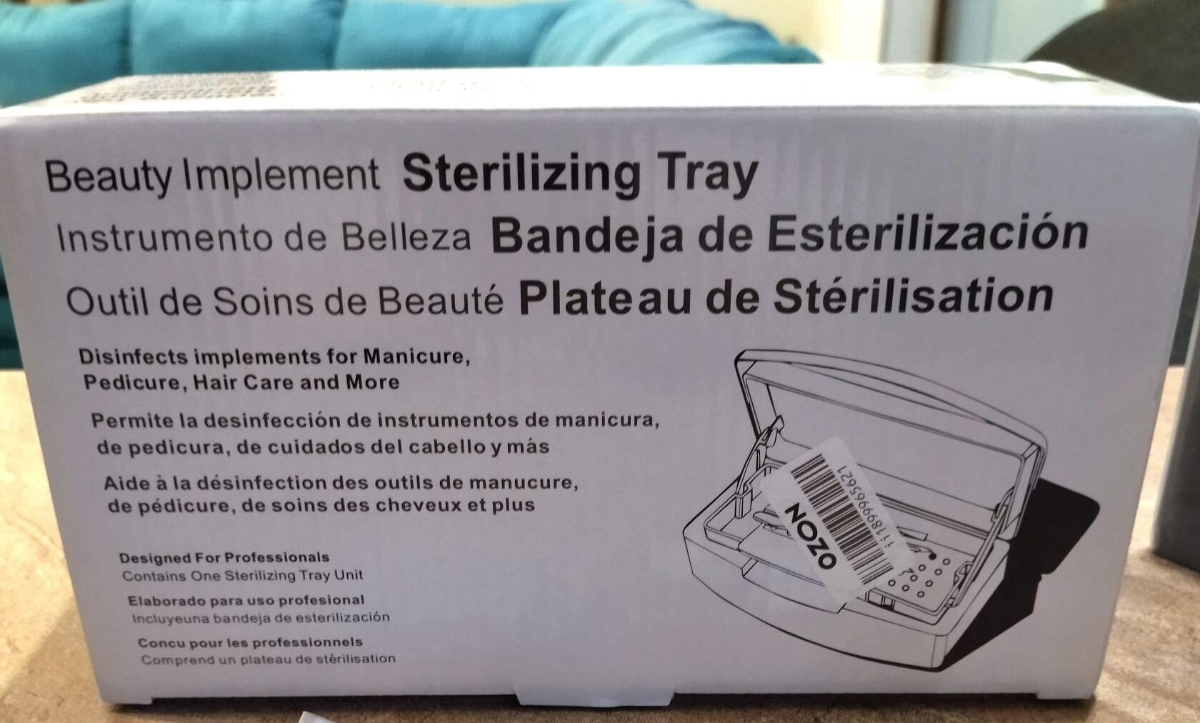 Beauty Implement Sterilizing Tray
Instrumento de Belleza Bandeja de Esterilización
Outil de Soins de Beauté Plateau de Stérilisation
Disinfects implements for Manicure,
Pedicure, Hair Care and More
Permite la desinfección de instrumentos de manicura,
de pedicura, de cuidados del cabello y más
Aide à la désinfection des outils de manucure,
de pédicure, de soins des cheveux et plus
Designed For Professionals
Contains One Sterilizing Tray Unit
Elaborado para uso profesional
Incluyeuna bandeja de esterilización
Concu pour les professionnels
Comprend un plateau de stérilisation
OZON